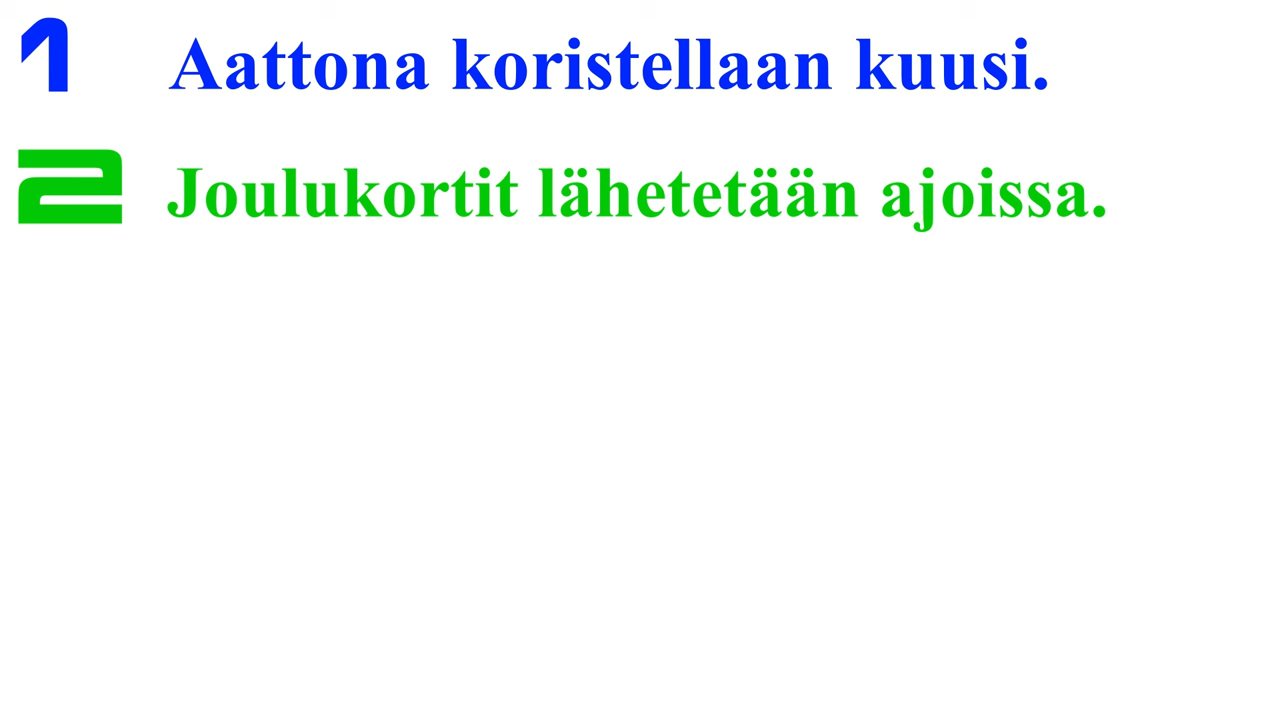 1 Aattona koristellaan kuusi.
2 Joulukortit lähetetään ajoissa.